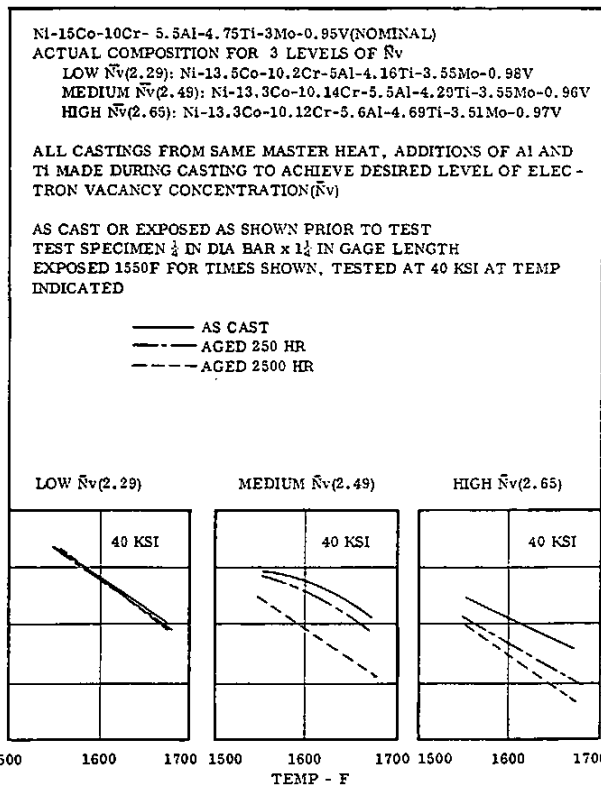 Ni-15Co-10Cr- 5.5Al-4.75Ti-3Mo-0.95V(NOMINAL)
ACTUAL COMPOSITION FOR 3 LEVELS OF N̄v
LOW N̄v(2.29): Ni-13.5Co-10.2Cr-5Al-4.16Ti-3.55Mo-0.98V
MEDIUM N̄v(2.49): Ni-13.3Co-10.14Cr-5.5Al-4.29Ti-3.55Mo-0.96V
HIGH N̄v(2.65): Ni-13.3Co-10.12Cr-5.6Al-4.69Ti-3.51Mo-0.97V
ALL CASTINGS FROM SAME MASTER HEAT, ADDITIONS OF Al AND
Ti MADE DURING CASTING TO ACHIEVE DESIRED LEVEL OF ELEC-
TRON VACANCY CONCENTRATION(N̄v)
AS CAST OR EXPOSED AS SHOWN PRIOR TO TEST
TEST SPECIMEN ¼ IN DIA BAR x 1¼ IN GAGE LENGTH
EXPOSED 1550F FOR TIMES SHOWN, TESTED AT 40 KSI AT TEMP
INDICATED
AS CAST
AGED 250 HR
AGED 2500 HR
LOW N̄v(2.29) MEDIUM N̄v(2.49) HIGH N̄v(2.65)
40 KSI 40 KSI 40 KSI
500 1600 1700 1500 1600 1700 1500 1600 170
TEMP - F